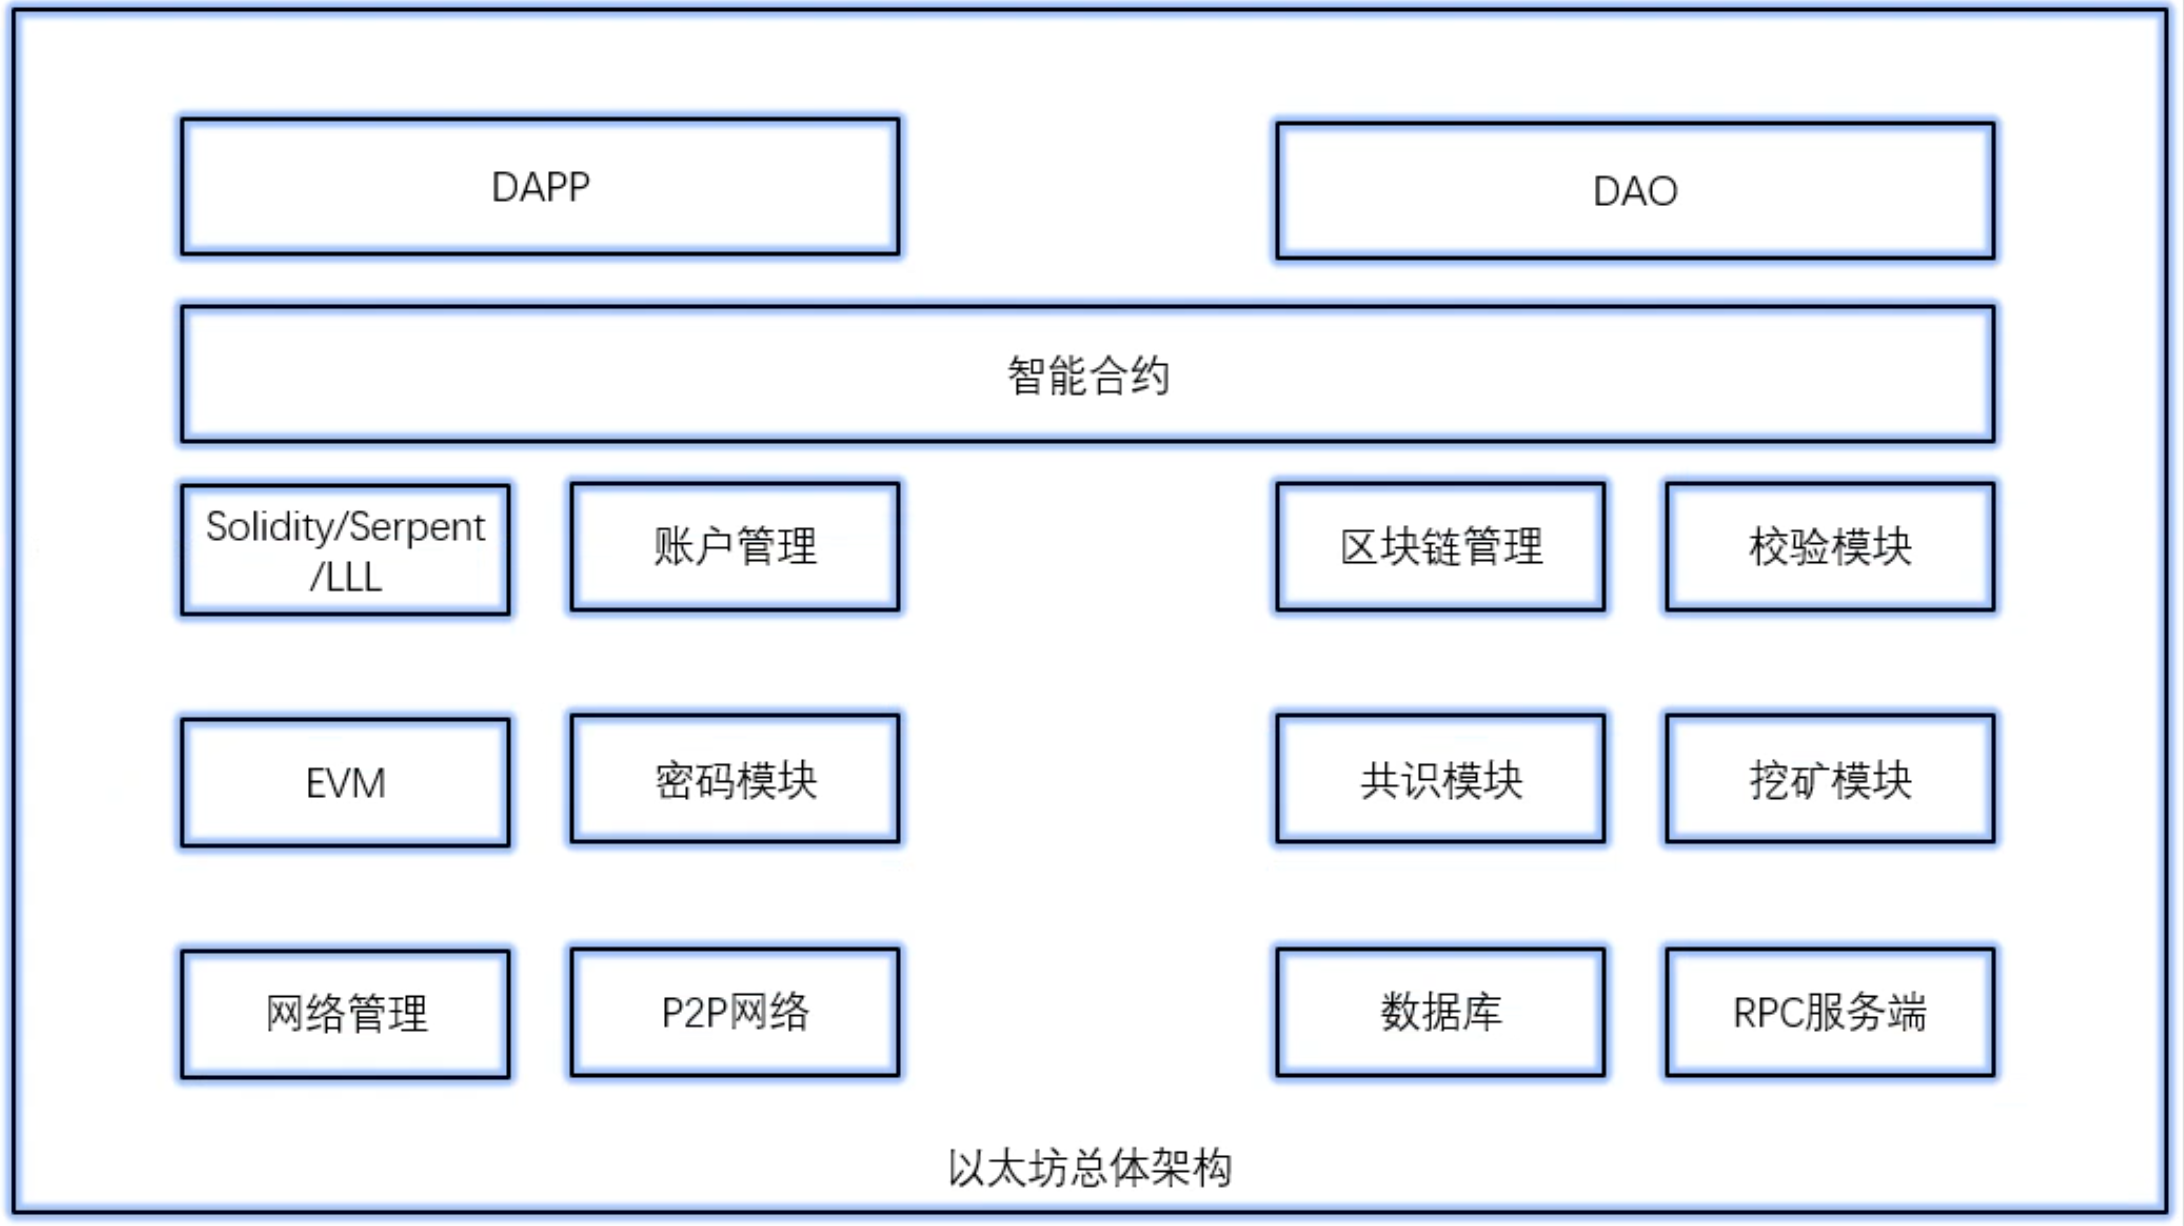 DAPP
DAO
智能合约
Solidity/Serpent
/LLL
账户管理
区块链管理
校验模块
EVM
密码模块
共识模块
挖矿模块
网络管理
P2P网络
数据库
RPC服务端
以太坊总体架构